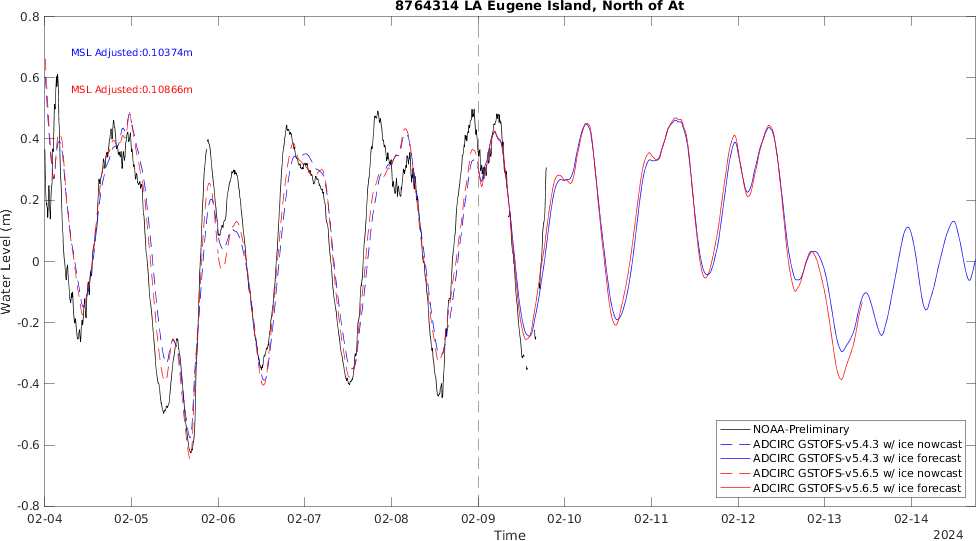 8764314 LA Eugene Island, North of At
MSL Adjusted:0.10374m
MSL Adjusted:0.10866m
Water Level (m)
0.8
0.6
0.4
0.2
0
-0.2
-0.4
-0.6
-0.8
NOAA-Preliminary
ADCIRC GSTOFS-v5.4.3 w/ ice nowcast
ADCIRC GSTOFS-v5.4.3 w/ ice forecast
ADCIRC GSTOFS-v5.6.5 w/ ice nowcast
ADCIRC GSTOFS-v5.6.5 w/ ice forecast
02-04 02-05 02-06 02-07 02-08 02-09 02-10 02-11 02-12 02-13 02-14
Time
2024